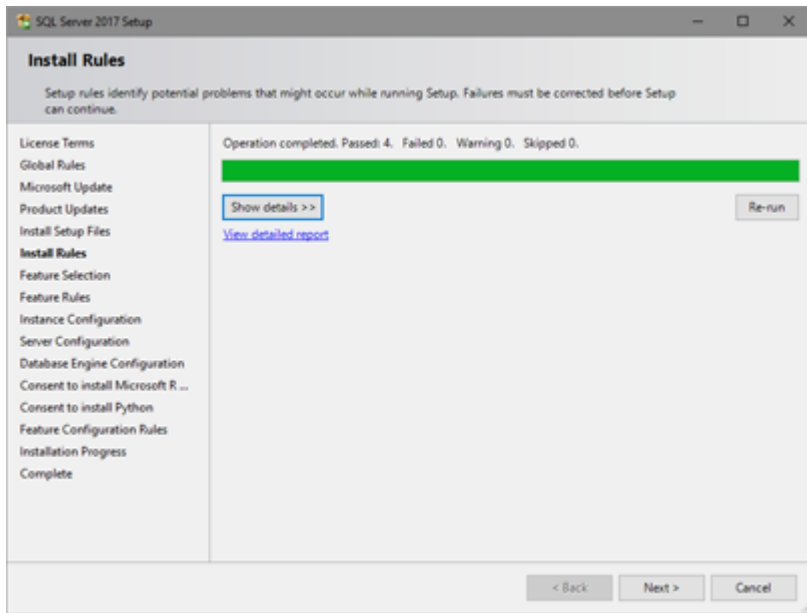 SQL Server 2017 Setup
Install Rules
Setup rules identify potential problems that might occur while running Setup. Failures must be corrected before Setup
can continue.
License Terms
Global Rules
Microsoft Update
Product Updates
Install Setup Files
Install Rules
Feature Selection
Feature Rules
Instance Configuration
Server Configuration
Database Engine Configuration
Consent to install Microsoft R ...
Consent to install Python
Feature Configuration Rules
Installation Progress
Complete
Operation completed. Passed: 4. Failed 0. Warning 0. Skipped 0.
Show details >>
Re-run
View detailed report
< Back
Next >
Cancel